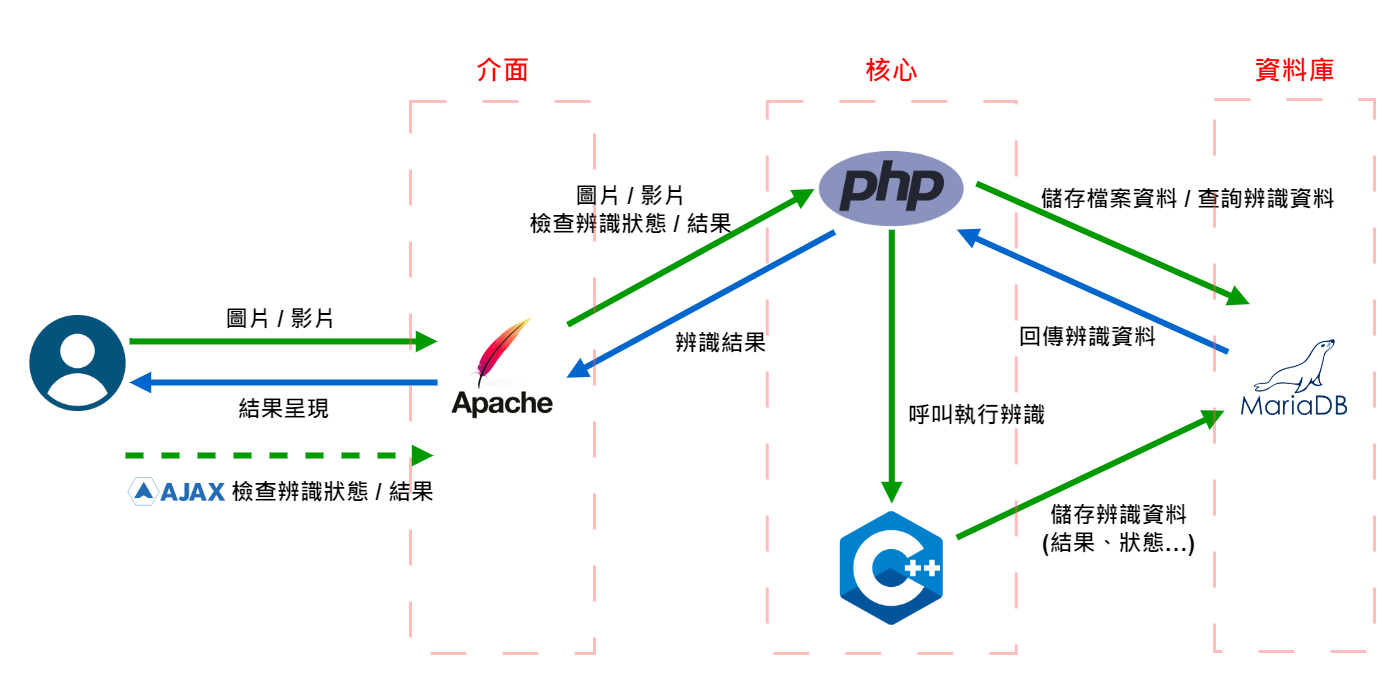 介面
核心
資料庫
php
圖片 / 影片
檢查辨識狀態 / 結果
儲存檔案資料 / 查詢辨識資料
圖片 / 影片
辨識結果
回傳辨識資料
Apache
MariaDB
結果呈現
呼叫執行辨識
AJAX 檢查辨識狀態 / 結果
儲存辨識資料
(結果、狀態...)
C++